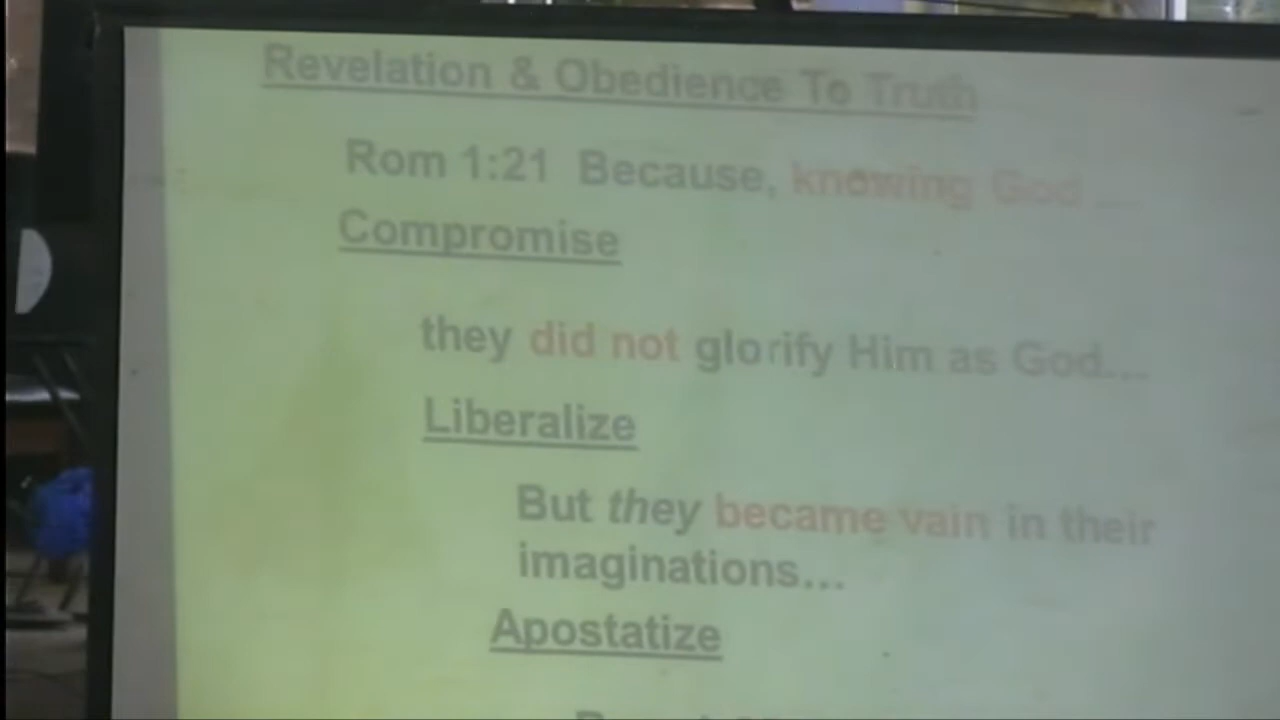 Revelation & Obedience To Truth
Rom 1:21 Because, knowing God ...
Compromise
they did not glorify Him as God...
Liberalize
But they became vain in their
imaginations...
Apostatize